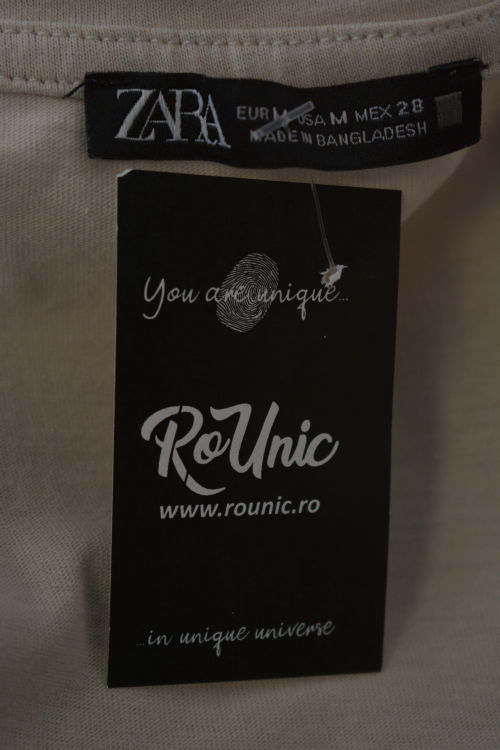 ZARA
EUR M USA M MEX 28
MADE IN BANGLADESH
You are unique...
RoUnic
www.rounic.ro
...in unique universe